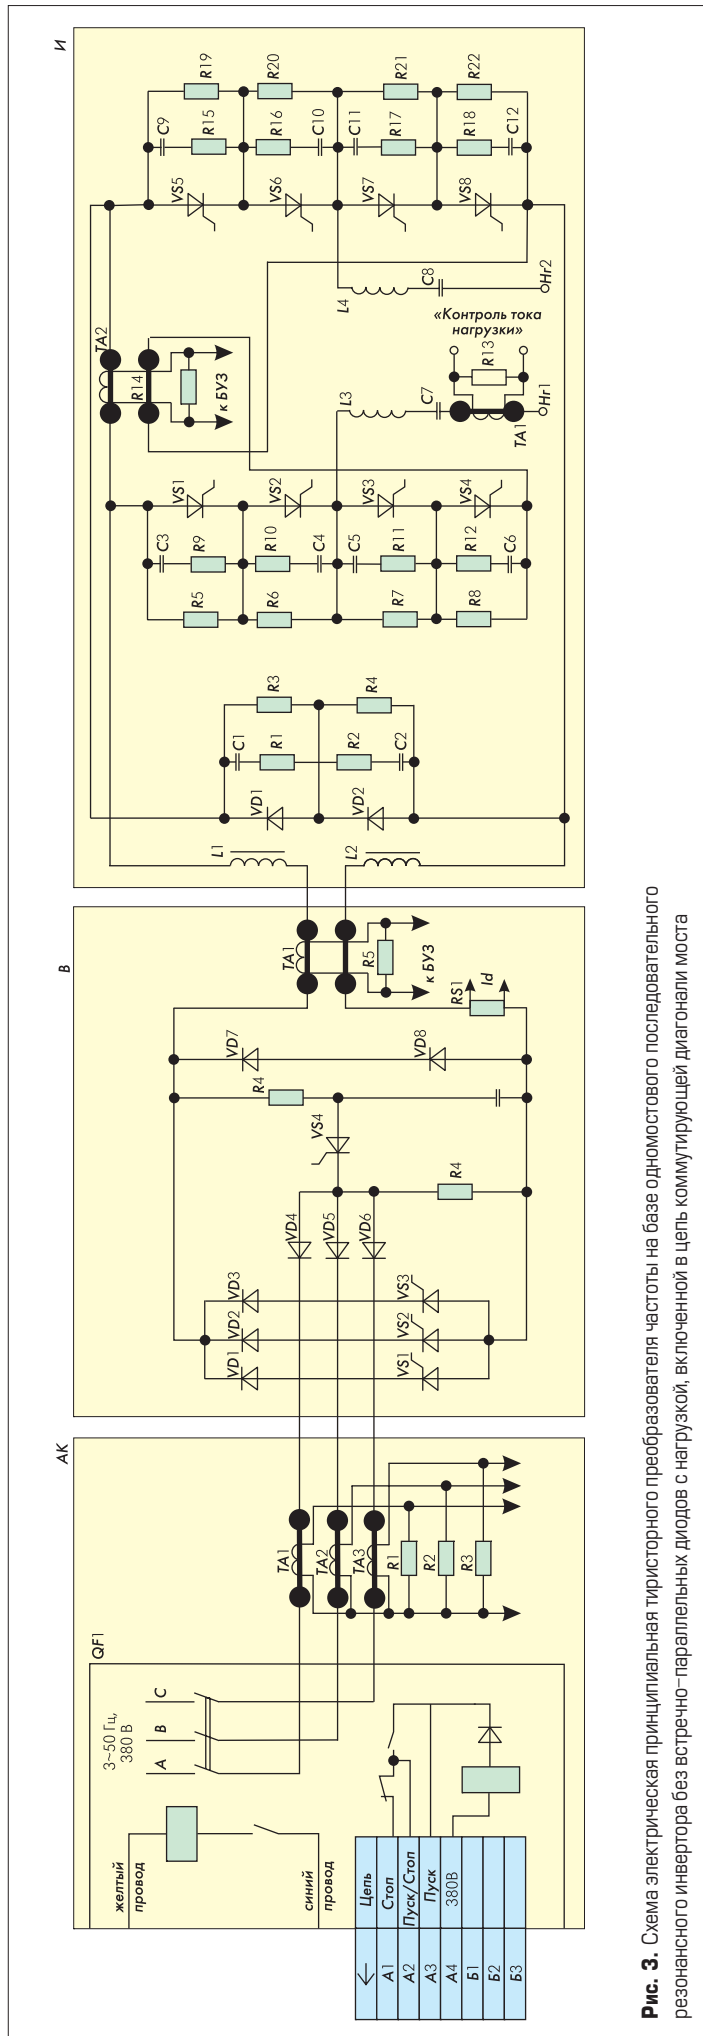 АК
QF1
3~50 Гц,
380 В
A
B
C
желтый
провод
синий
провод
Цепь
А1
Стоп
А2
Пуск/Стоп
А3
Пуск
А4
380В
Б1
Б2
Б3
TA1
TA2
TA3
R1
R2
R3
В
VD1
VD2
VD3
VS1
VS2
VS3
VD4
VD5
VD6
VS4
R4
R4
VD7
VD8
TA1
R5
к БУЗ
RS1
Id
И
L1
L2
VD1
VD2
C1
R1
R2
C2
R3
R4
R5
R6
R7
R8
C3
R9
R10
C4
C5
R11
R12
C6
VS1
VS2
VS3
VS4
TA2
R14
к БУЗ
L3
C7
TA1
Нг1
R13
«Контроль тока
нагрузки»
L4
C8
Нг2
VS5
VS6
VS7
VS8
C9
R15
R16
C10
C11
R17
R18
C12
R19
R20
R21
R22
Рис. 3. Схема электрическая принципиальная тиристорного преобразователя частоты на базе одномостового последовательного
резонансного инвертора без встречно-параллельных диодов с нагрузкой, включенной в цепь коммутирующей диагонали моста